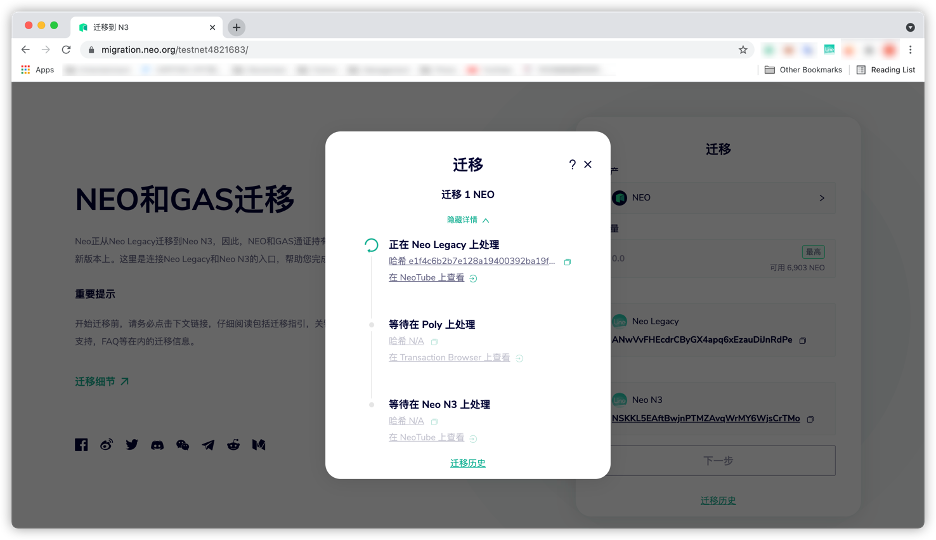 迁移到 N3
migration.neo.org/testnet4821683/
Apps
Other Bookmarks
Reading List
NEO和GAS迁移
Neo正从Neo Legacy迁移到Neo N3，因此，NEO和GAS通证持
新版本上。这里是连接Neo Legacy和Neo N3的入口，帮助您完
重要提示
开始迁移前，请务必点击下文链接，仔细阅读包括迁移指引，关
支持，FAQ等在内的迁移信息。
迁移细节
迁移
?
迁移 1 NEO
隐藏详情
正在 Neo Legacy 上处理
哈希 e1f4c6b2b7e128a19400392ba19f...
在 NeoTube 上查看
等待在 Poly 上处理
哈希 N/A
在 Transaction Browser 上查看
等待在 Neo N3 上处理
哈希 N/A
在 NeoTube 上查看
迁移历史
迁移
产
NEO
量
0.0
最高
可用 6,903 NEO
Neo Legacy
ANwVvFHEcdrCByGX4apq6xEzauDiJnRdPe
Neo N3
NSKKL5EAftBwjnPTMZAvqWrMY6WjsCrTMo
下一步
迁移历史